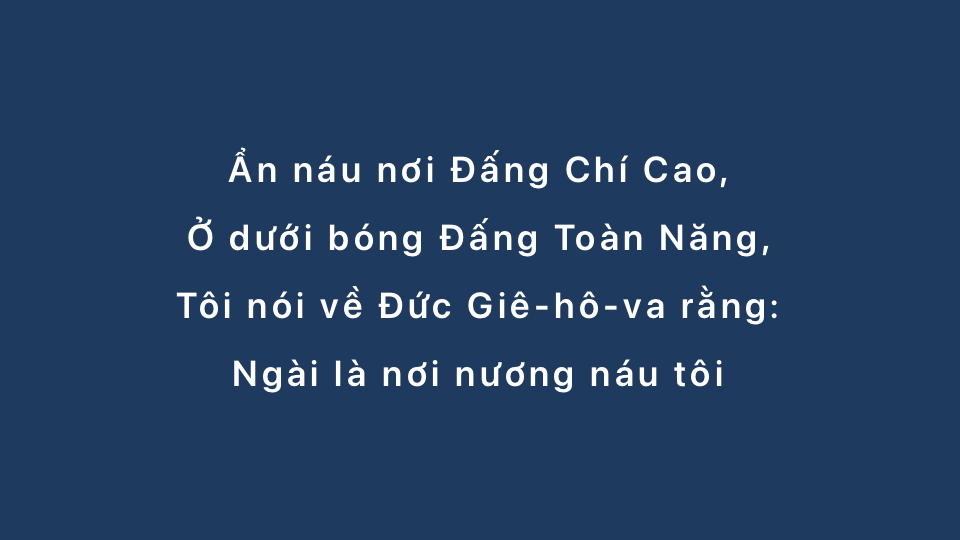 Ẩn náu nơi Đấng Chí Cao,
Ở dưới bóng Đấng Toàn Năng,
Tôi nói về Đức Giê-hô-va rằng:
Ngài là nơi nương náu tôi